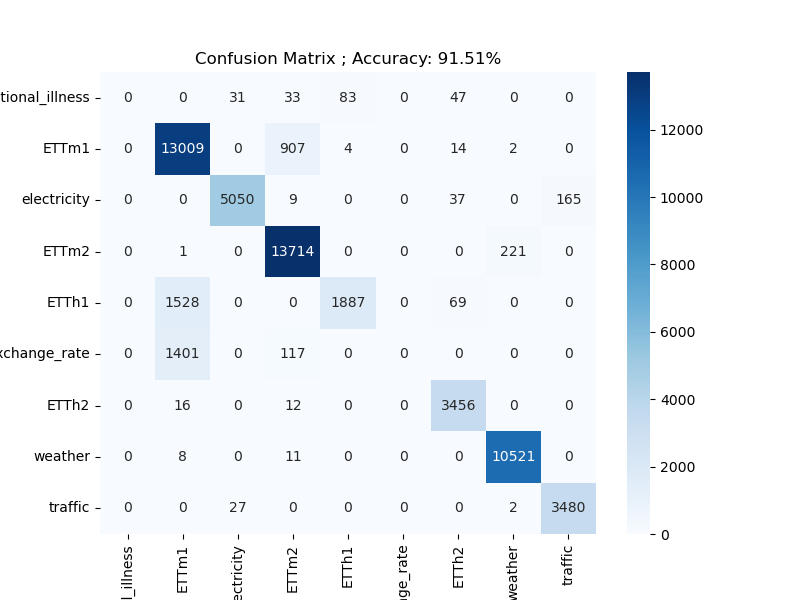 Confusion Matrix ; Accuracy: 91.51%
tional_illness 0 0 31 33 83 0 47 0 0
ETTm1 0 13009 0 907 4 0 14 2 0
electricity 0 0 5050 9 0 0 37 0 165
ETTm2 0 1 0 13714 0 0 0 221 0
ETTh1 0 1528 0 0 1887 0 69 0 0
xchange_rate 0 1401 0 117 0 0 0 0 0
ETTh2 0 16 0 12 0 0 3456 0 0
weather 0 8 0 11 0 0 0 10521 0
traffic 0 0 27 0 0 0 0 2 3480
l_illness ETTm1 ectricity ETTm2 ETTh1 ge_rate ETTh2 weather traffic
12000
10000
8000
6000
4000
2000
0